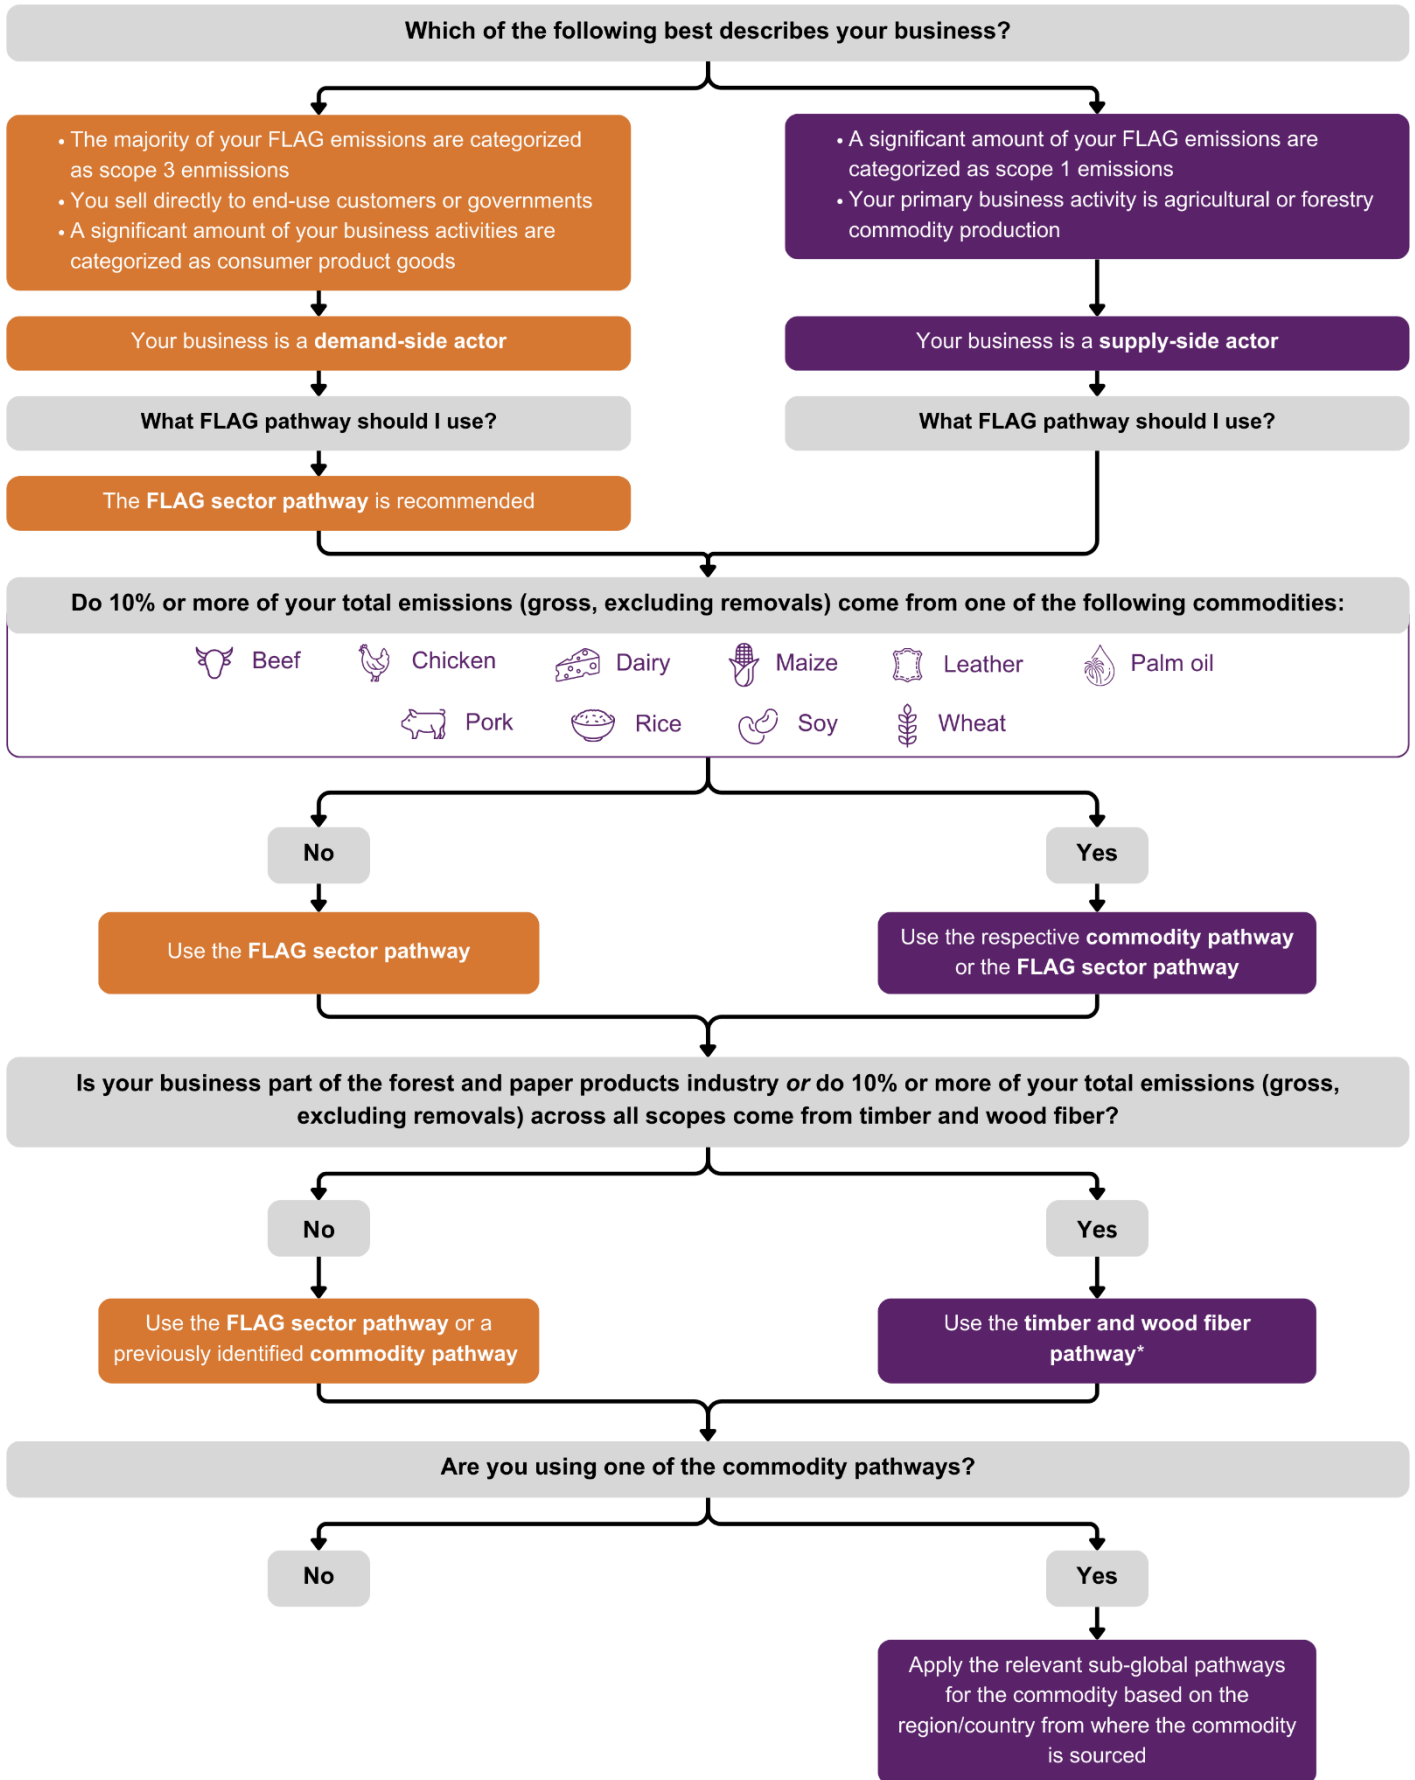 Which of the following best describes your business?
• The majority of your FLAG emissions are categorized
as scope 3 enmissions
• You sell directly to end-use customers or governments
• A significant amount of your business activities are
categorized as consumer product goods
• A significant amount of your FLAG emissions are
categorized as scope 1 emissions
• Your primary business activity is agricultural or forestry
commodity production
Your business is a demand-side actor
Your business is a supply-side actor
What FLAG pathway should I use?
What FLAG pathway should I use?
The FLAG sector pathway is recommended
Do 10% or more of your total emissions (gross, excluding removals) come from one of the following commodities:
Beef
Chicken
Dairy
Maize
Leather
Palm oil
Pork
Rice
Soy
Wheat
No
Yes
Use the FLAG sector pathway
Use the respective commodity pathway
or the FLAG sector pathway
Is your business part of the forest and paper products industry or do 10% or more of your total emissions (gross,
excluding removals) across all scopes come from timber and wood fiber?
No
Yes
Use the FLAG sector pathway or a
previously identified commodity pathway
Use the timber and wood fiber
pathway*
Are you using one of the commodity pathways?
No
Yes
Apply the relevant sub-global pathways
for the commodity based on the
region/country from where the commodity
is sourced